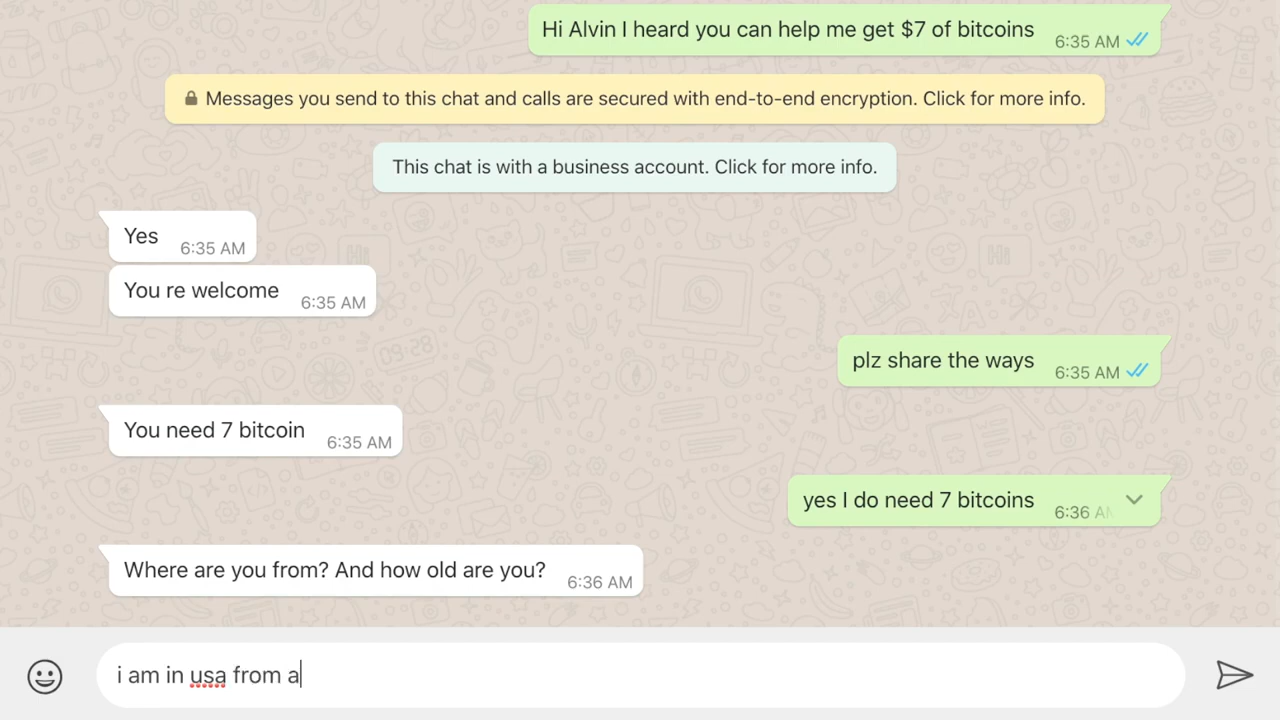 Hi Alvin I heard you can help me get $7 of bitcoins 6:35 AM
Messages you send to this chat and calls are secured with end-to-end encryption. Click for more info.
This chat is with a business account. Click for more info.
Yes 6:35 AM
You re welcome 6:35 AM
plz share the ways 6:35 AM
You need 7 bitcoin 6:35 AM
yes I do need 7 bitcoins 6:36 AM
Where are you from? And how old are you? 6:36 AM
i am in usa from a